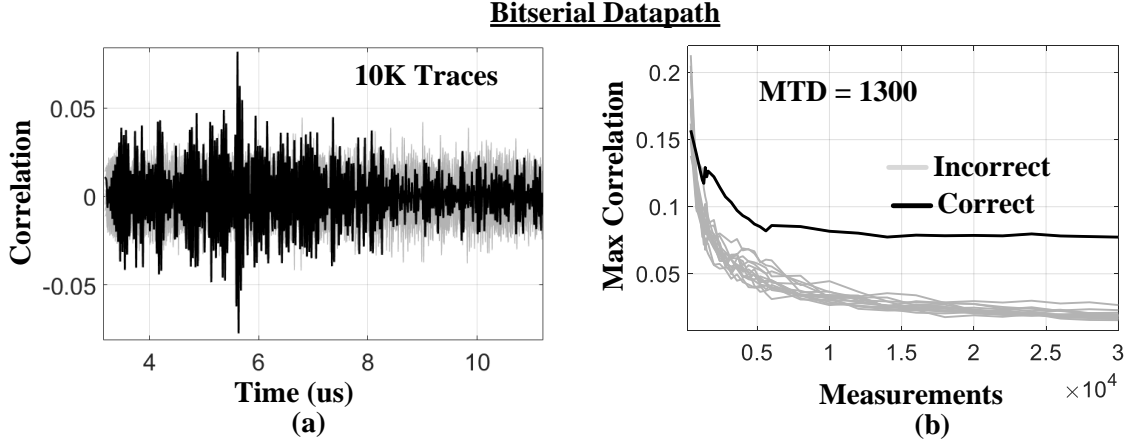 Bitserial Datapath
10K Traces
Correlation
0.05
0
-0.05
4 6 8 10
Time (us)
(a)
MTD = 1300
Incorrect
Correct
Max Correlation
0.2
0.15
0.1
0.05
0.5 1 1.5 2 2.5 3
×10⁴
Measurements
(b)